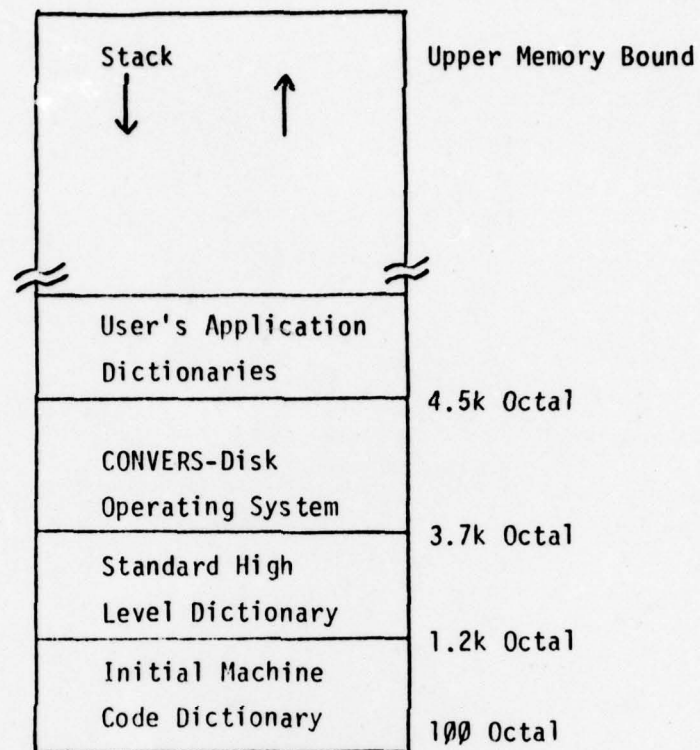 Stack
Upper Memory Bound
User's Application
Dictionaries
4.5k Octal
CONVERS-Disk
Operating System
3.7k Octal
Standard High
Level Dictionary
1.2k Octal
Initial Machine
Code Dictionary
1ØØ Octal